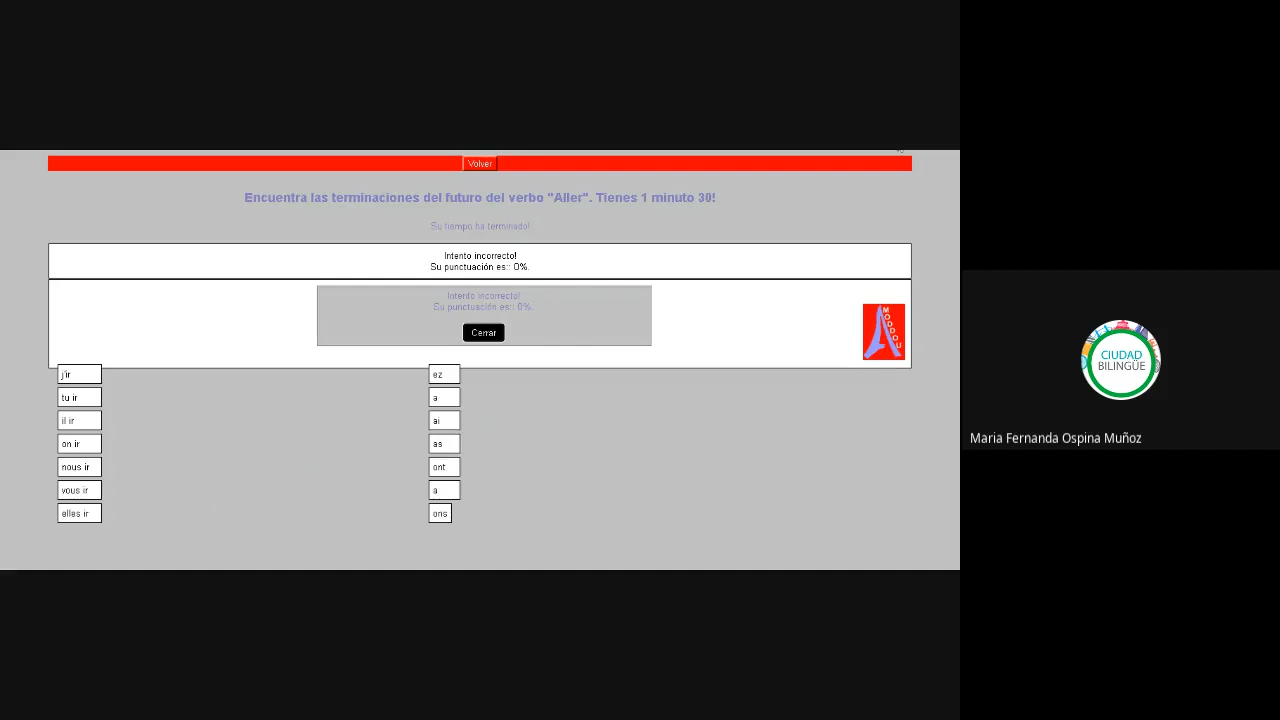 Volver
Encuentra las terminaciones del futuro del verbo "Aller". Tienes 1 minuto 30!
Su tiempo ha terminado!
Intento incorrecto!
Su punctuación es:: 0%.
Intento incorrecto!
Su punctuación es:: 0%.
Cerrar
MOODOU
j'ir
ez
tu ir
a
il ir
ai
on ir
as
nous ir
ont
vous ir
a
elles ir
ons
CIUDAD
BILINGÜE
Maria Fernanda Ospina Muñoz